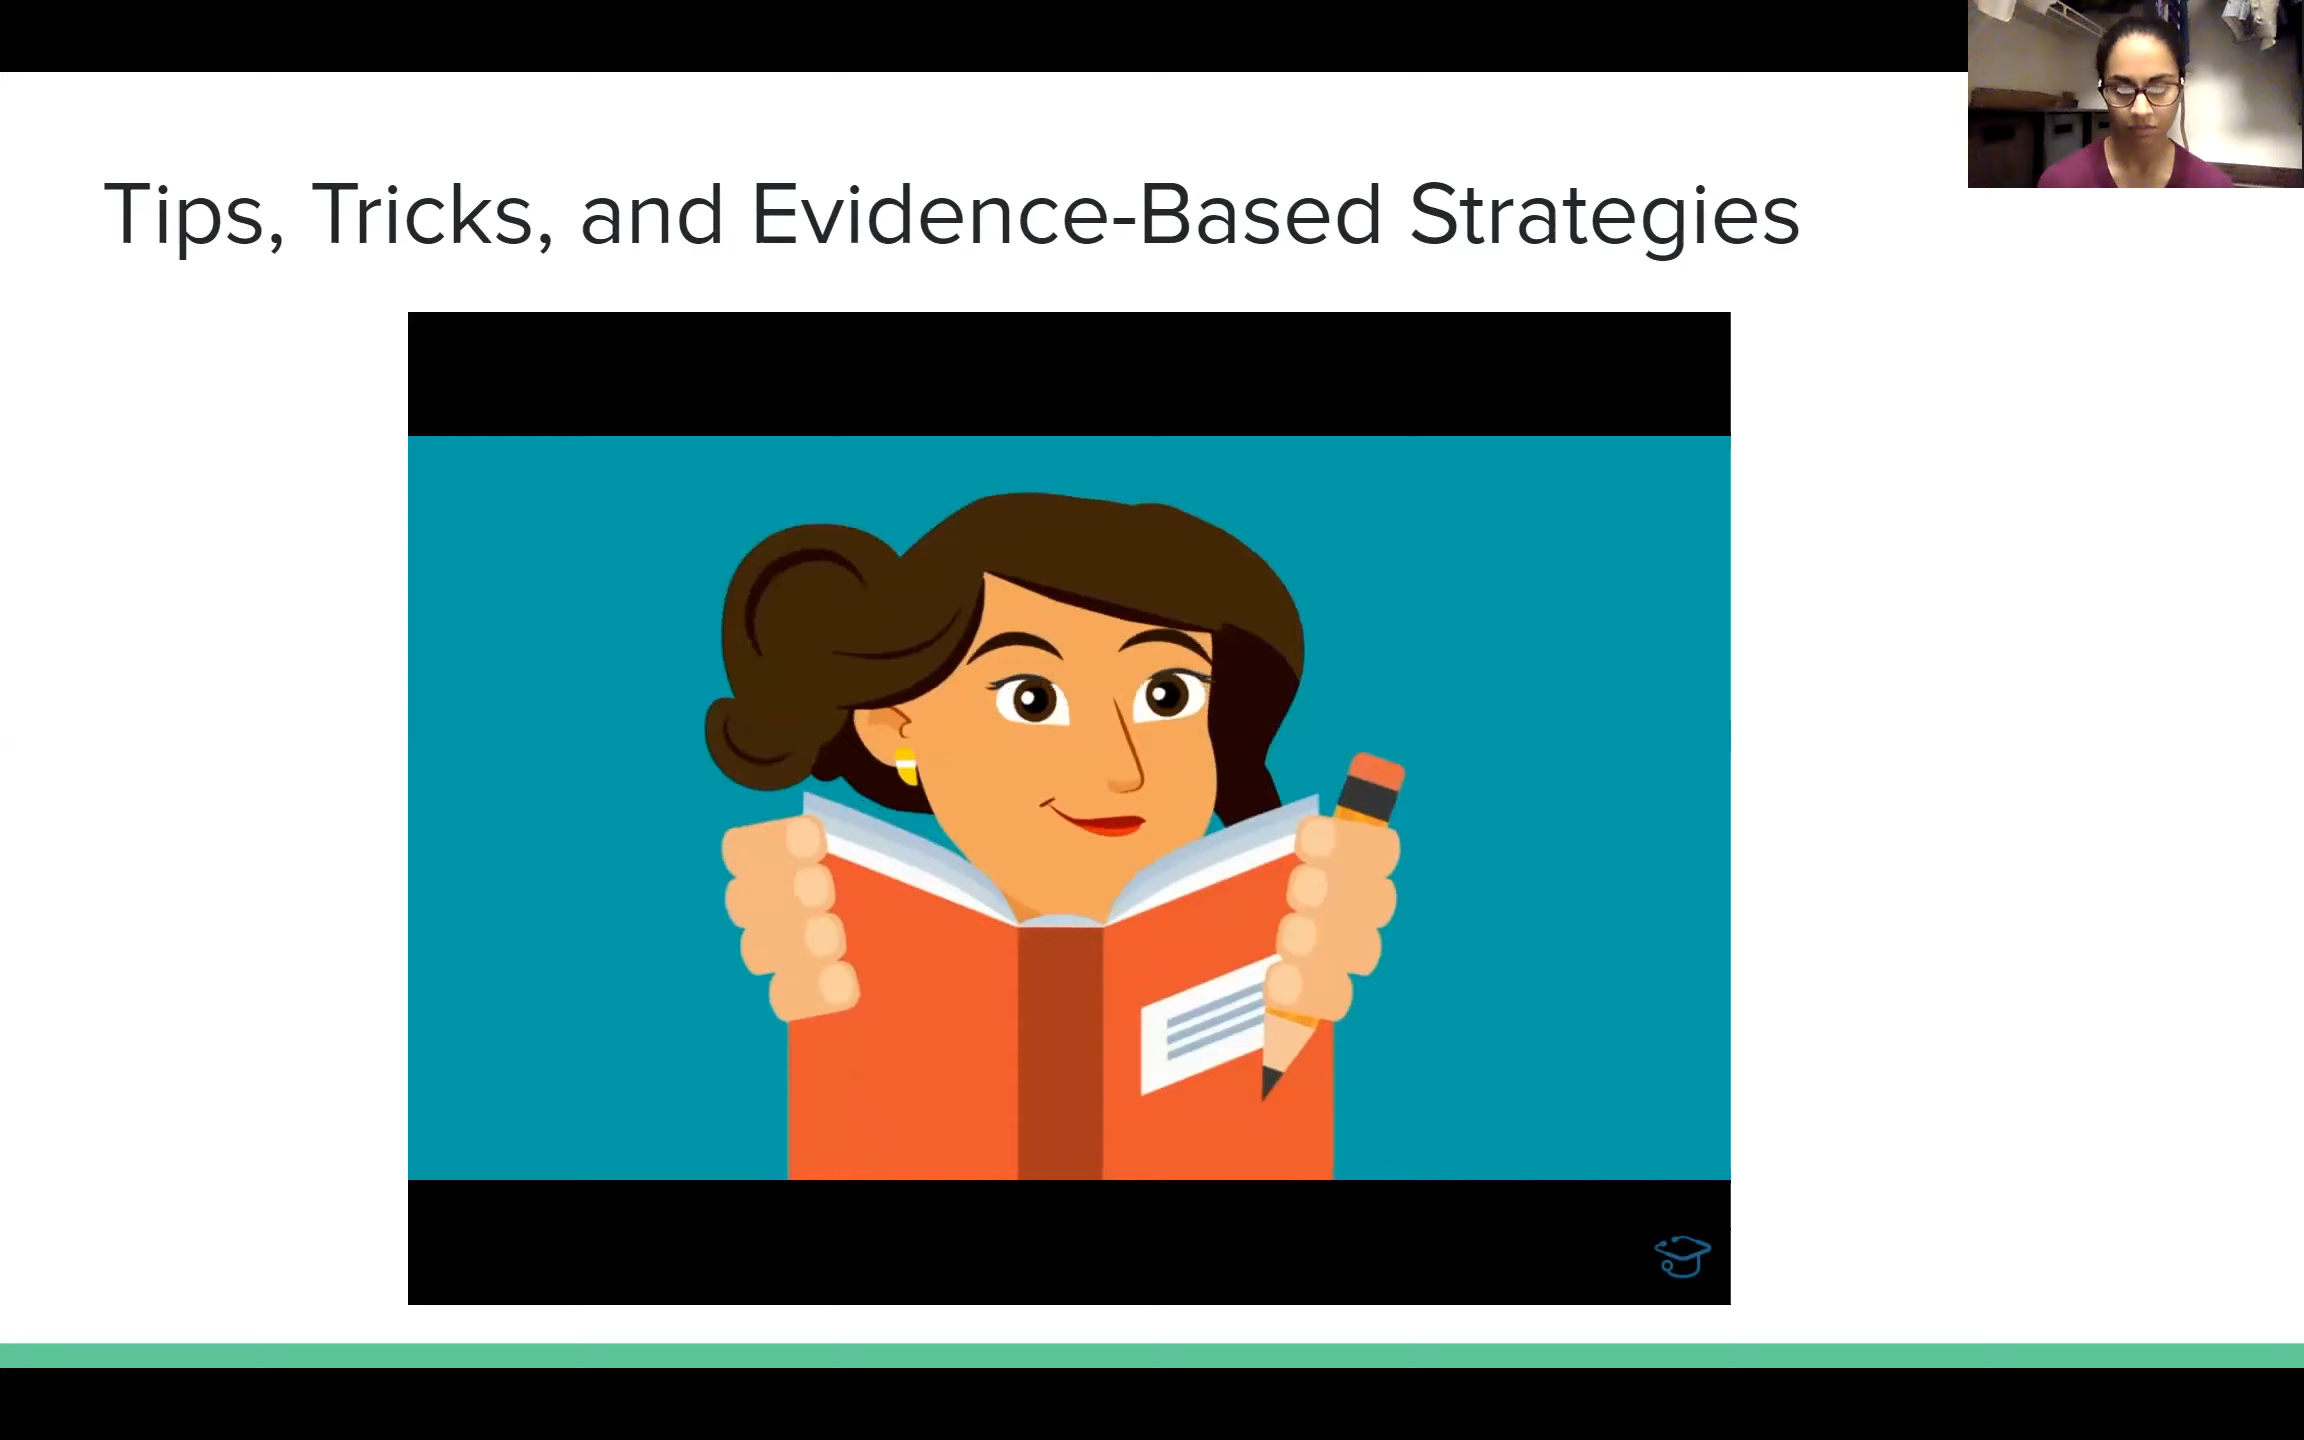 Tips, Tricks, and Evidence-Based Strategies